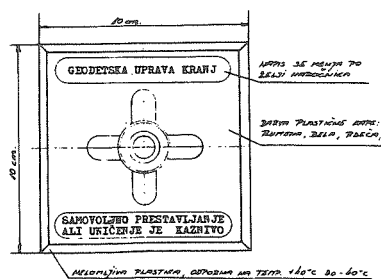 10 cm.
GEODETSKA UPRAVA KRANJ
NAPIS SE MENJA PO
ŽELJI NAROČNIKA
BARVA PLASTIČNE KAPE:
RUMENA, BELA, RDEČA,
10 cm.
SAMOVOLJNO PRESTAVLJANJE
ALI UNIČENJE JE KAZNIVO
NELOMLJIVA PLASTIKA, ODPORNA NA TEMP. +60°C DO -60°C